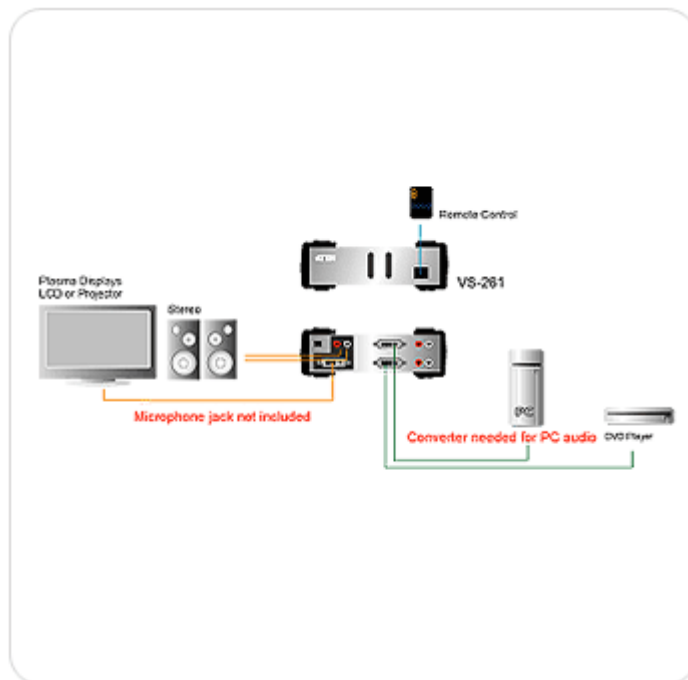 Remote Control
VS-261
Plasma Displays
LCD or Projector
Stereo
Microphone jack not included
PC
Converter needed for PC audio
DVD Player